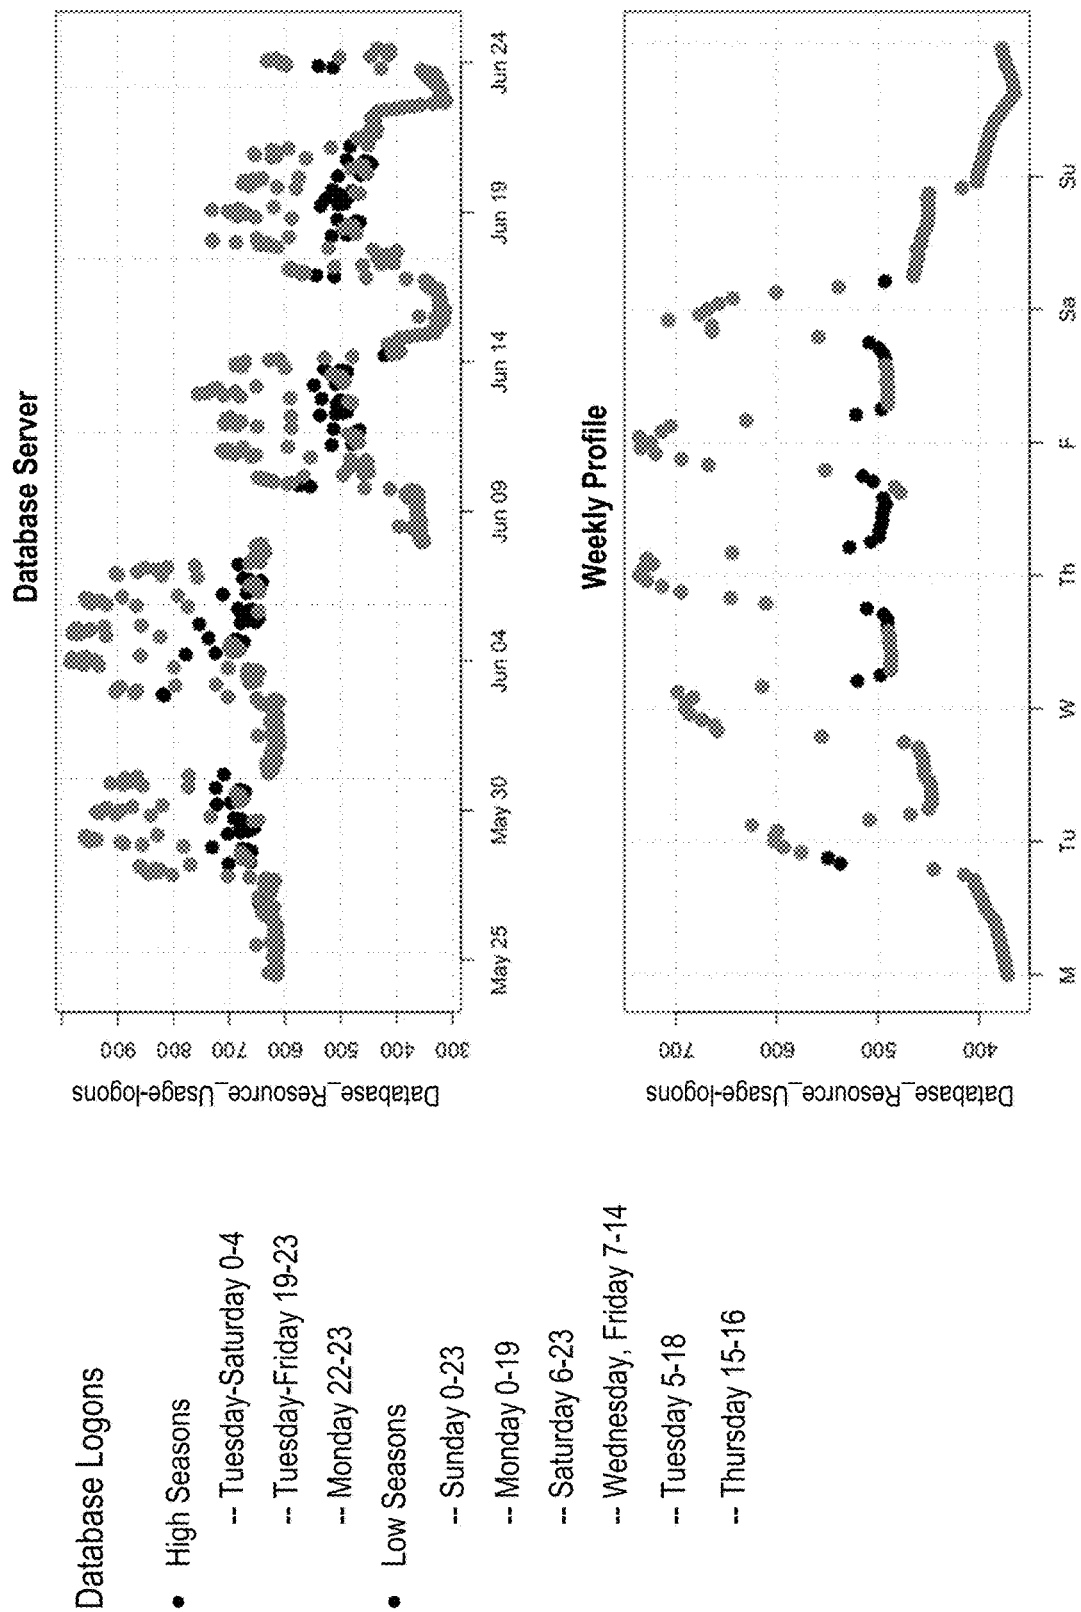 Database Logons
• High Seasons
-- Tuesday-Saturday 0-4
-- Tuesday-Friday 19-23
-- Monday 22-23
• Low Seasons
-- Sunday 0-23
-- Monday 0-19
-- Saturday 6-23
-- Wednesday, Friday 7-14
-- Tuesday 5-18
-- Thursday 15-16
Database Server
Database_Resource_Usage-logons
900
800
700
600
500
400
300
May 25
May 30
Jun 04
Jun 09
Jun 14
Jun 19
Jun 24
Weekly Profile
Database_Resource_Usage-logons
700
600
500
400
M
Tu
W
Th
F
Sa
Su